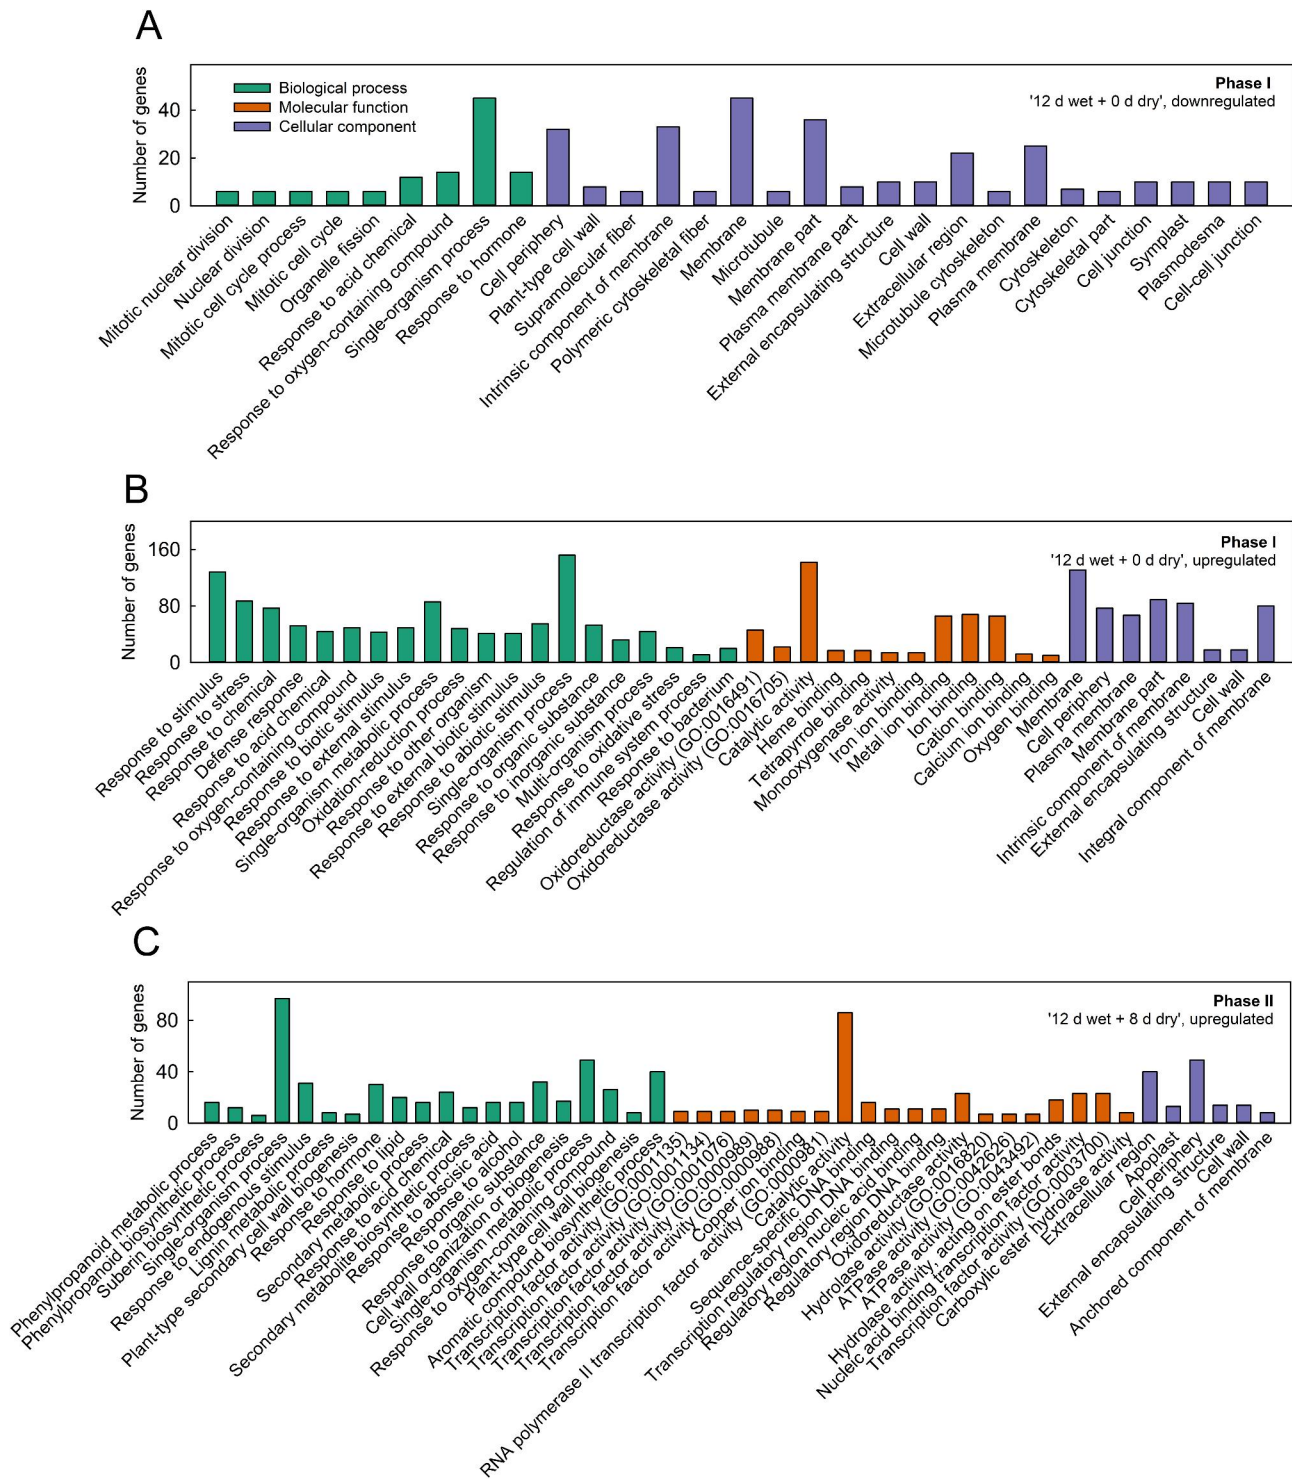 A
Number of genes
40
20
0
Biological process
Molecular function
Cellular component
Phase I
'12 d wet + 0 d dry', downregulated
Mitotic nuclear division
Nuclear division
Mitotic cell cycle process
Mitotic cell cycle
Organelle fission
Response to acid chemical
Response to oxygen-containing compound
Single-organism process
Response to hormone
Cell periphery
Plant-type cell wall
Supramolecular fiber
Intrinsic component of membrane
Polymeric cytoskeletal fiber
Membrane
Microtubule
Membrane part
Plasma membrane part
External encapsulating structure
Cell wall
Extracellular region
Microtubule cytoskeleton
Plasma membrane
Cytoskeleton
Cytoskeletal part
Cell junction
Symplast
Plasmodesma
Cell-cell junction
B
Number of genes
160
80
0
Phase I
'12 d wet + 0 d dry', upregulated
Response to stimulus
Response to stress
Response to chemical
Defense response
Response to acid chemical
Response to oxygen-containing compound
Response to biotic stimulus
Response to external stimulus
Single-organism metabolic process
Oxidation-reduction process
Response to other organism
Response to external biotic stimulus
Response to abiotic stimulus
Single-organism process
Response to organic substance
Response to inorganic substance
Multi-organism process
Response to oxidative stress
Regulation of immune system process
Response to bacterium
Oxidoreductase activity (GO:0016491)
Oxidoreductase activity (GO:0016705)
Catalytic activity
Heme binding
Tetrapyrrole binding
Monooxygenase activity
Iron ion binding
Metal ion binding
Ion binding
Cation binding
Calcium ion binding
Oxygen binding
Membrane
Cell periphery
Plasma membrane
Membrane part
Intrinsic component of membrane
External encapsulating structure
Cell wall
Integral component of membrane
C
Number of genes
80
40
0
Phase II
'12 d wet + 8 d dry', upregulated
Phenylpropanoid metabolic process
Phenylpropanoid biosynthetic process
Suberin biosynthetic process
Single-organism process
Response to endogenous stimulus
Lignin metabolic process
Plant-type secondary cell wall biogenesis
Response to hormone
Response to lipid
Secondary metabolic process
Response to acid chemical
Secondary metabolite biosynthetic process
Response to abscisic acid
Response to alcohol
Response to organic substance
Cell wall organization or biogenesis
Single-organism metabolic process
Response to oxygen-containing compound
Plant-type cell wall biogenesis
Aromatic compound biosynthetic process
Transcription factor activity (GO:0001135)
Transcription factor activity (GO:0001134)
Transcription factor activity (GO:0001076)
Transcription factor activity (GO:0000989)
Transcription factor activity (GO:0000988)
Copper ion binding
RNA polymerase II transcription factor activity (GO:0000981)
Catalytic activity
Sequence-specific DNA binding
Transcription regulatory region DNA binding
Regulatory region nucleic acid binding
Regulatory region DNA binding
Oxidoreductase activity
Hydrolase activity (GO:0016820)
ATPase activity (GO:0042626)
ATPase activity (GO:0043492)
Hydrolase activity, acting on ester bonds
Nucleic acid binding transcription factor activity
Transcription factor activity (GO:0003700)
Carboxylic ester hydrolase activity
Extracellular region
Apoplast
Cell periphery
External encapsulating structure
Cell wall
Anchored component of membrane